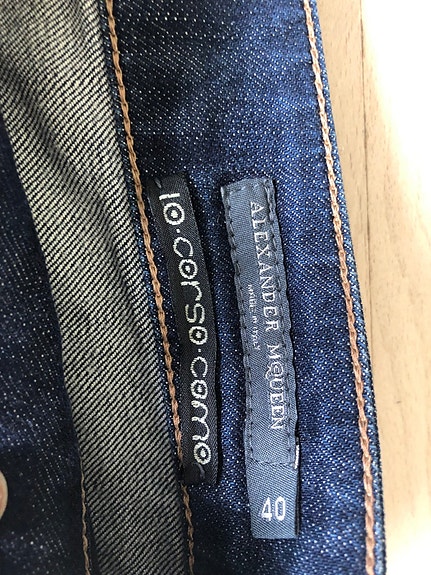 10·corso·como
ALEXANDER MCQUEEN
MADE IN ITALY
40